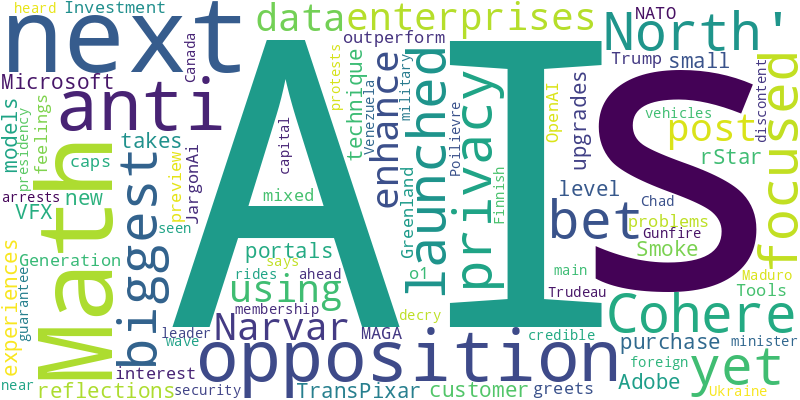 heard
Investment
next
Microsoft
anti
Canada
data
enterprises
outperform
North'
NATO
Trump
small
AI
S
protests
Venezuela
technique
enhance
military
launched
Poilievre
privacy
Finnish
OpenAI
upgrades
vehicles
post
rStar
discontent
focused
models
presidency
feelings
Math
caps
takes
new
VFX
biggest
preview
JargonAi
capital
mixed
Greenland
bet
level
Chad
problems
Gunfire
Smoke
arrests
Generation
seen
portals
says
using
rides
ahead
o1
main
Tools
Maduro
Trudeau
Cohere
experiences
guarantee
leader
wave
Narvar
membership
MAGA
decry
credible
purchase
minister
opposition
yet
near
interest
reflections
security
TransPixar
customer
greets
Adobe
foreign
Ukraine